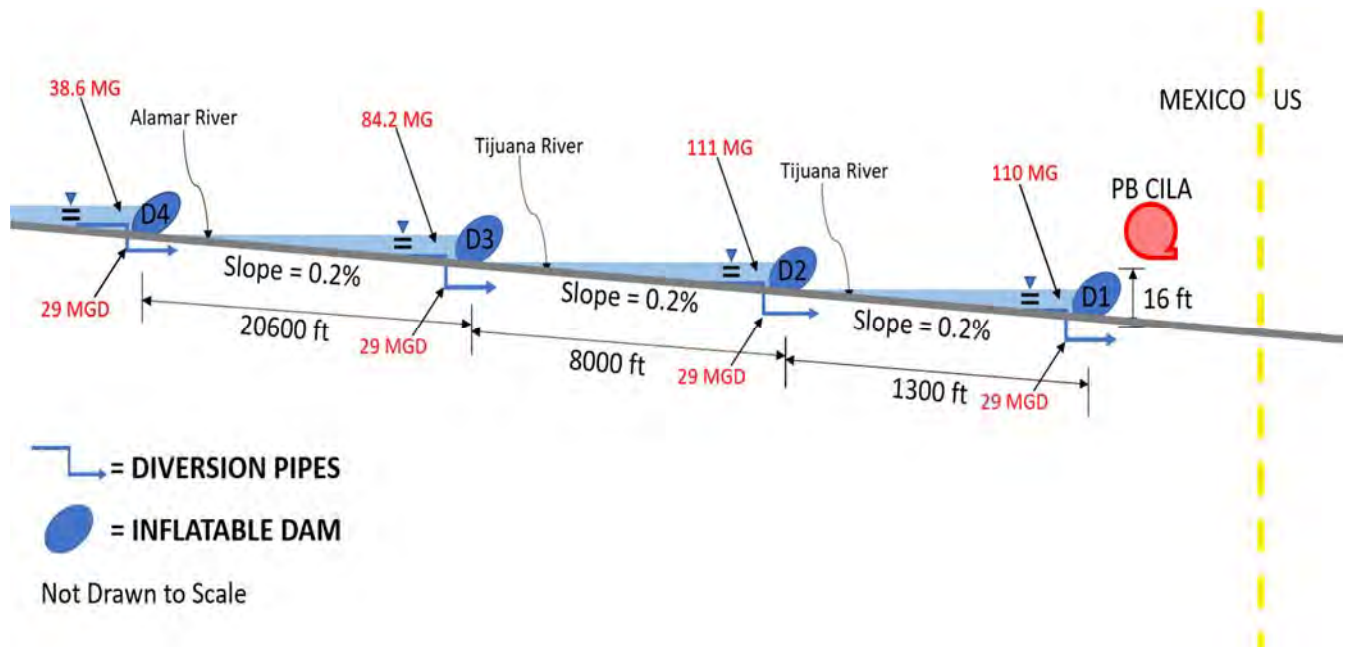 MEXICO
US
38.6 MG
Alamar River
84.2 MG
Tijuana River
111 MG
Tijuana River
110 MG
PB CILA
D4
D3
D2
D1
16 ft
Slope = 0.2%
Slope = 0.2%
Slope = 0.2%
29 MGD
20600 ft
29 MGD
8000 ft
29 MGD
1300 ft
29 MGD
= DIVERSION PIPES
= INFLATABLE DAM
Not Drawn to Scale